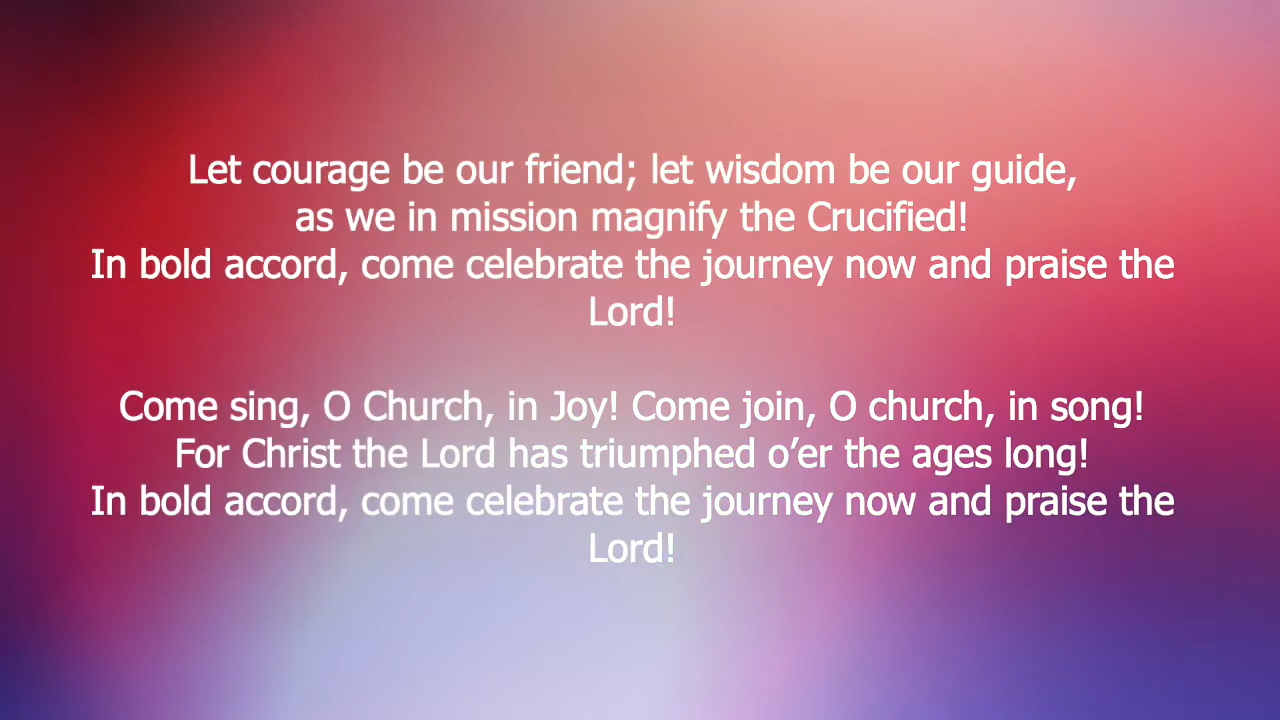 Let courage be our friend; let wisdom be our guide,
as we in mission magnify the Crucified!
In bold accord, come celebrate the journey now and praise the
Lord!
Come sing, O Church, in Joy! Come join, O church, in song!
For Christ the Lord has triumphed o’er the ages long!
In bold accord, come celebrate the journey now and praise the
Lord!